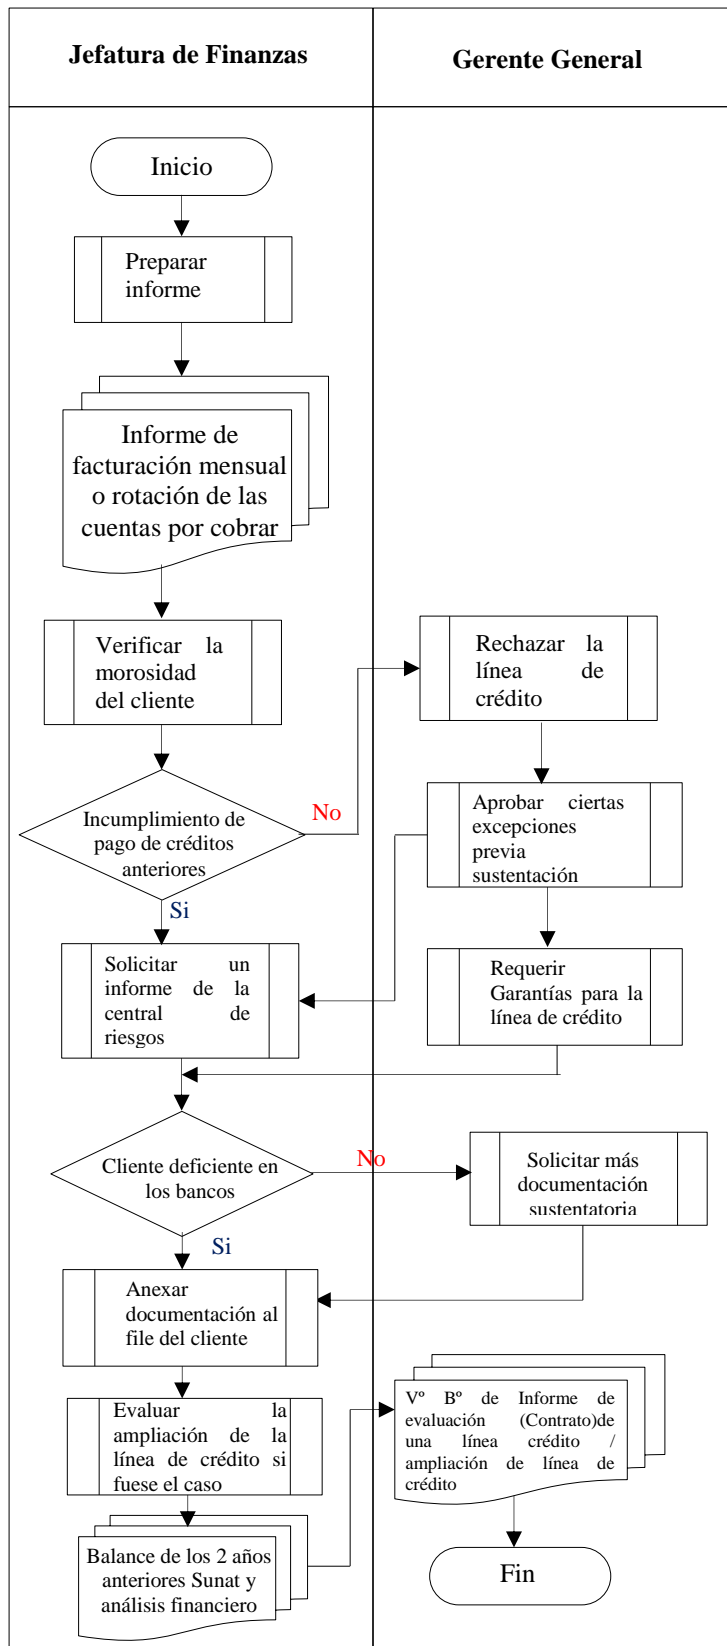 Jefatura de Finanzas
Gerente General
Inicio
Preparar
informe
Informe de
facturación mensual
o rotación de las
cuentas por cobrar
Verificar la
morosidad
del cliente
Rechazar la
línea de
crédito
Incumplimiento de
pago de créditos
anteriores
No
Si
Aprobar ciertas
excepciones
previa
sustentación
Solicitar un
informe de la
central de
riesgos
Requerir
Garantías para la
línea de crédito
Cliente deficiente en
los bancos
No
Si
Solicitar más
documentación
sustentatoria
Anexar
documentación al
file del cliente
Evaluar la
ampliación de la
línea de crédito si
fuese el caso
Vº Bº de Informe de
evaluación (Contrato)de
una línea crédito /
ampliación de línea de
crédito
Balance de los 2 años
anteriores Sunat y
análisis financiero
Fin